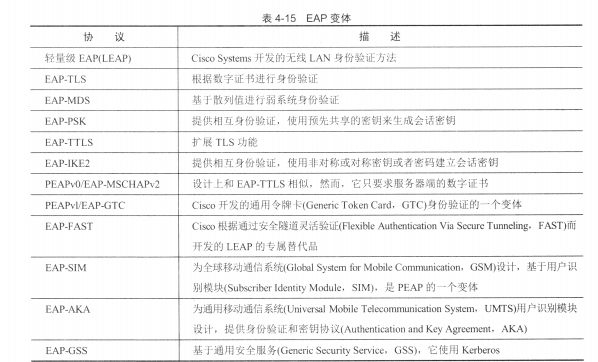 表 4-15 EAP 变体
协 议 描 述
轻量级 EAP(LEAP) Cisco Systems 开发的无线 LAN 身份验证方法
EAP-TLS 根据数字证书进行身份验证
EAP-MDS 基于散列值进行弱系统身份验证
EAP-PSK 提供相互身份验证，使用预先共享的密钥来生成会话密钥
EAP-TTLS 扩展 TLS 功能
EAP-IKE2 提供相互身份验证，使用非对称或对称密钥或者密码建立会话密钥
PEAPv0/EAP-MSCHAPv2 设计上和 EAP-TTLS 相似，然而，它只要求服务器端的数字证书
PEAPvl/EAP-GTC Cisco 开发的通用令牌卡(Generic Token Card，GTC)身份验证的一个变体
EAP-FAST Cisco 根据通过安全隧道灵活验证(Flexible Authentication Via Secure Tunneling，FAST)而
开发的 LEAP 的专属替代品
EAP-SIM 为全球移动通信系统(Global System for Mobile Communication，GSM)设计，基于用户识
别模块(Subscriber Identity Module，SIM)，是 PEAP 的一个变体
EAP-AKA 为通用移动通信系统(Universal Mobile Telecommunication System，UMTS)用户识别模块
设计，提供身份验证和密钥协议(Authentication and Key Agreement，AKA)
EAP-GSS 基于通用安全服务(Generic Security Service，GSS)，它使用 Kerberos